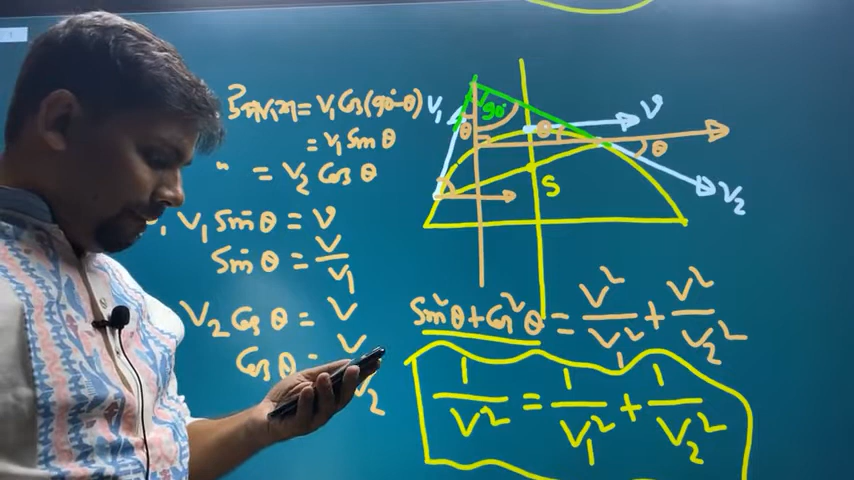 = V₁ Cos(90°-θ)
= V₁ Sin θ
" = V₂ Cos θ
V₁ Sin θ = V
Sin θ = V/V₁
V₂ Cos θ = V
Cos θ = V/V₂
V₁
θ
90°
θ
V
θ
V₂
S
Sin²θ + Cos²θ = V²/V₁² + V²/V₂²
1/V² = 1/V₁² + 1/V₂²